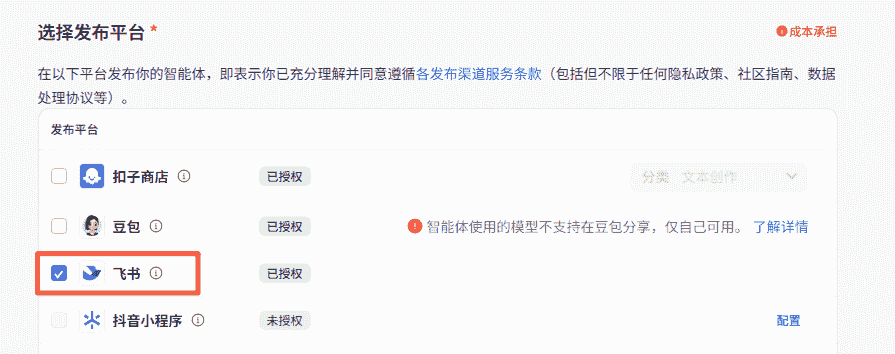 选择发布平台 *
成本承担
在以下平台发布你的智能体，即表示你已充分理解并同意遵循各发布渠道服务条款（包括但不限于任何隐私政策、社区指南、数据
处理协议等）。
发布平台
扣子商店 已授权 分类 文本创作
豆包 已授权 智能体使用的模型不支持在豆包分享，仅自己可用。 了解详情
飞书 已授权
抖音小程序 未授权 配置